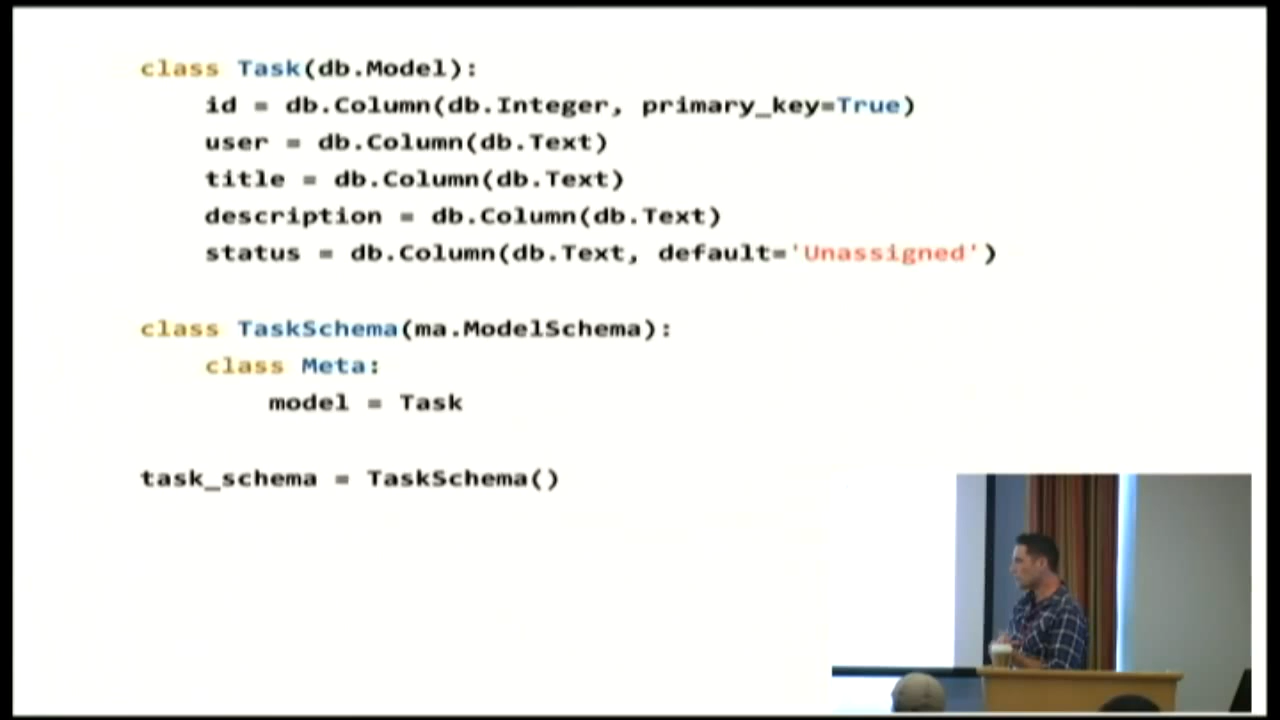 class Task(db.Model):
id = db.Column(db.Integer, primary_key=True)
user = db.Column(db.Text)
title = db.Column(db.Text)
description = db.Column(db.Text)
status = db.Column(db.Text, default='Unassigned')
class TaskSchema(ma.ModelSchema):
class Meta:
model = Task
task_schema = TaskSchema()